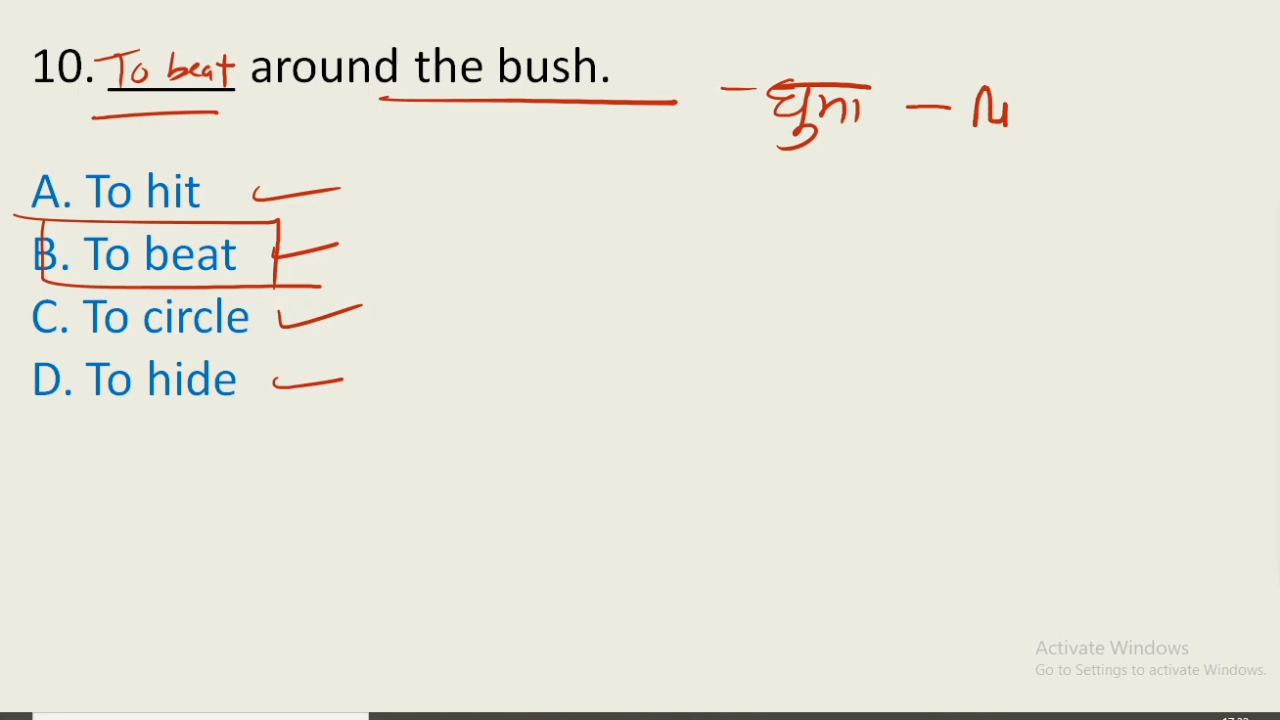 10. To beat around the bush. - घुमा -
A. To hit
B. To beat
C. To circle
D. To hide
Activate Windows
Go to Settings to activate Windows.